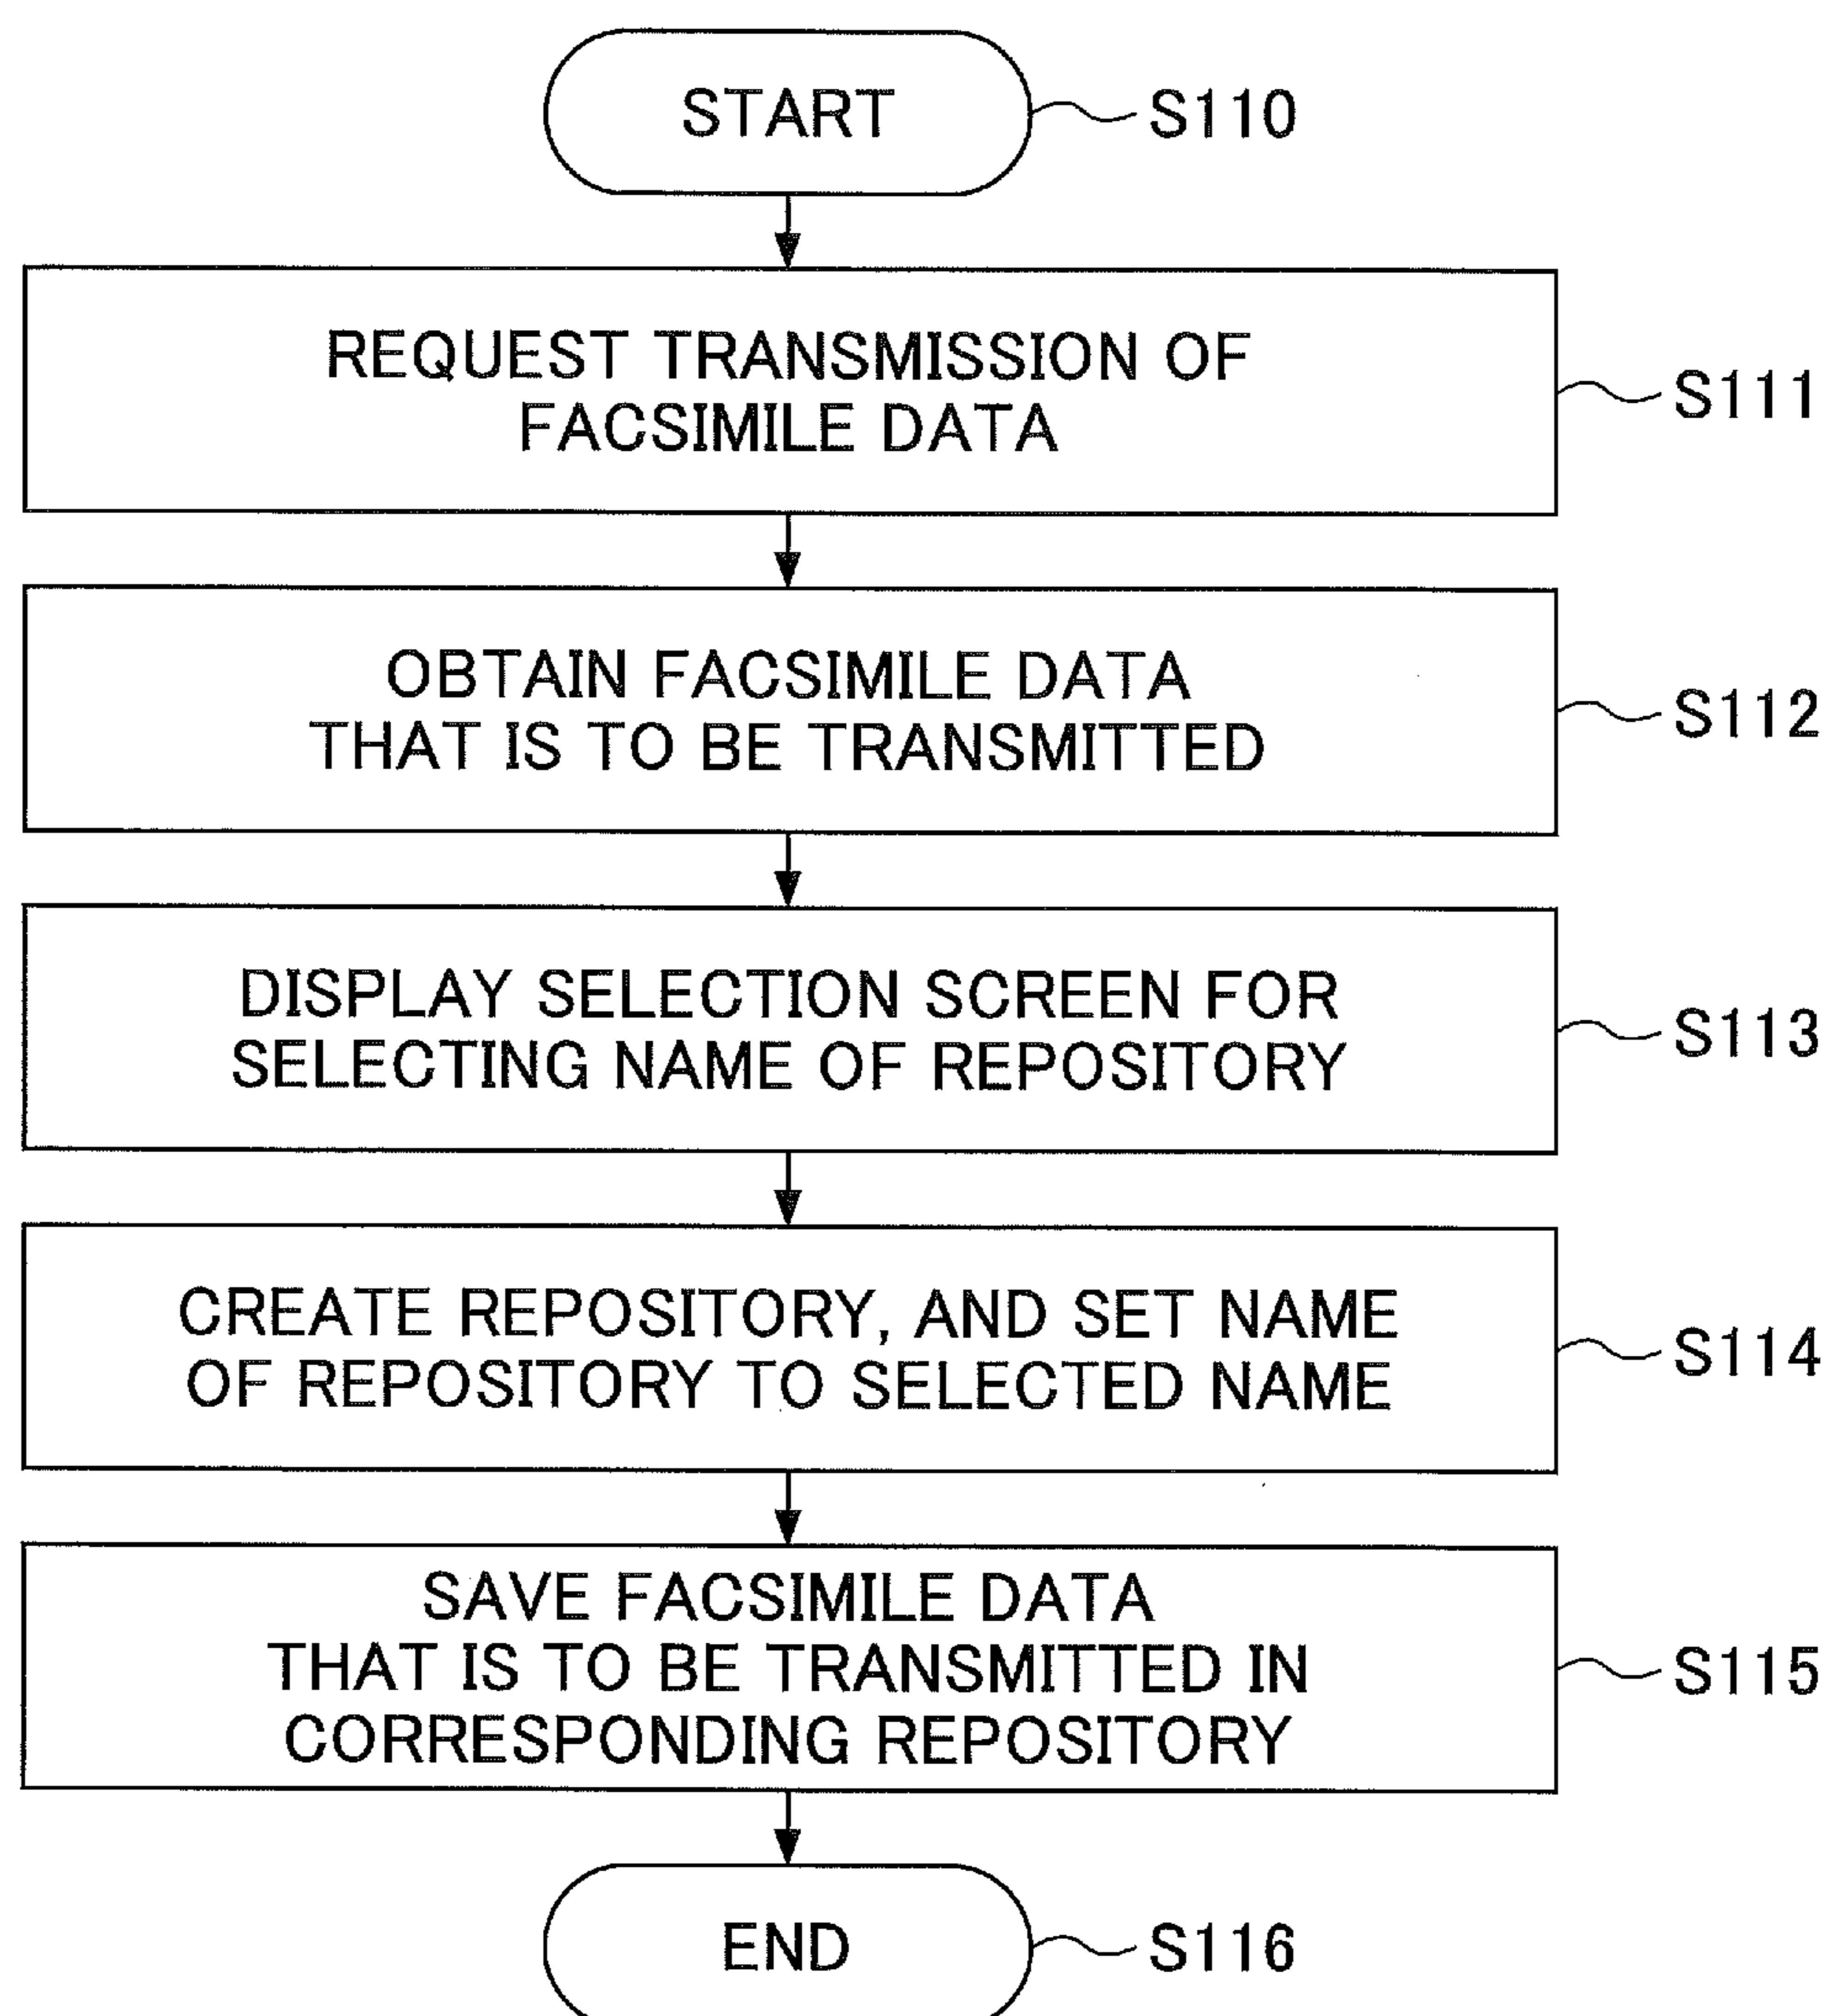 START
S110
REQUEST TRANSMISSION OF
FACSIMILE DATA
S111
OBTAIN FACSIMILE DATA
THAT IS TO BE TRANSMITTED
S112
DISPLAY SELECTION SCREEN FOR
SELECTING NAME OF REPOSITORY
S113
CREATE REPOSITORY, AND SET NAME
OF REPOSITORY TO SELECTED NAME
S114
SAVE FACSIMILE DATA
THAT IS TO BE TRANSMITTED IN
CORRESPONDING REPOSITORY
S115
END
S116